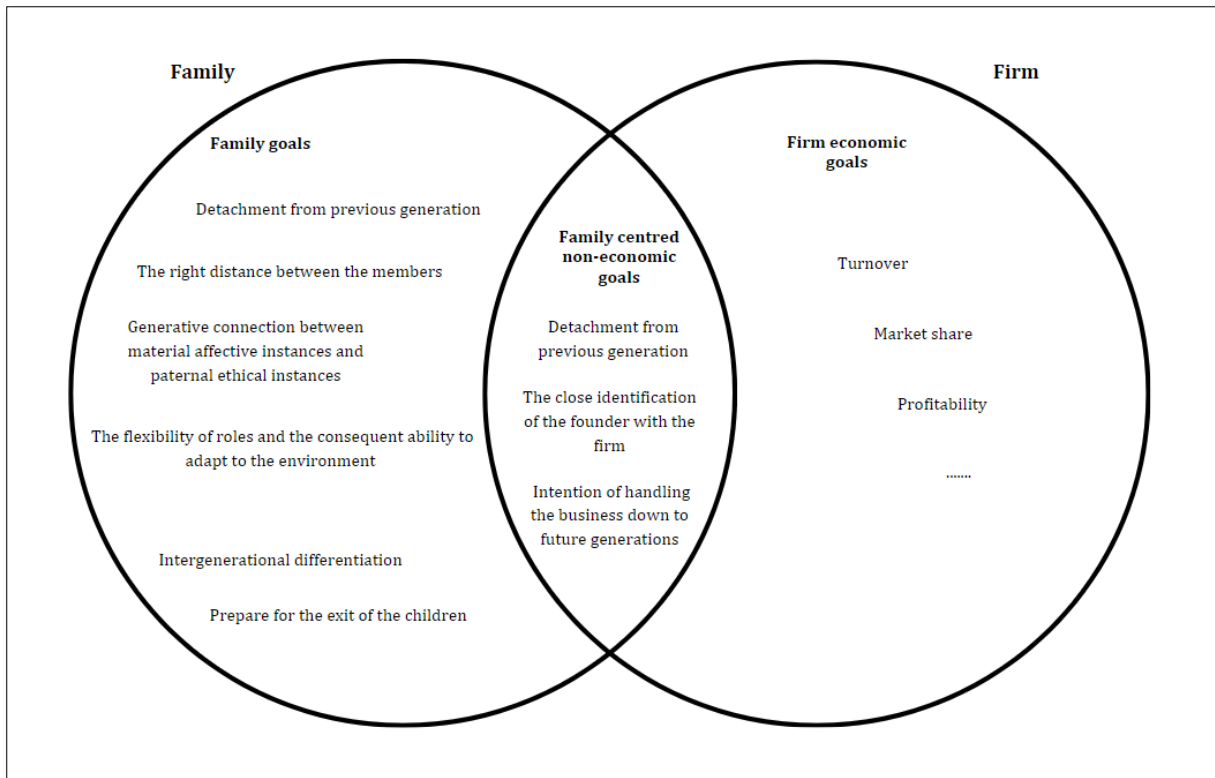 Family
Firm
Family goals
Detachment from previous generation
The right distance between the members
Generative connection between
material affective instances and
paternal ethical instances
The flexibility of roles and the consequent ability to
adapt to the environment
Intergenerational differentiation
Prepare for the exit of the children
Family centred
non-economic
goals
Detachment from
previous generation
The close identification
of the founder with the
firm
Intention of handling
the business down to
future generations
Firm economic
goals
Turnover
Market share
Profitability
.......